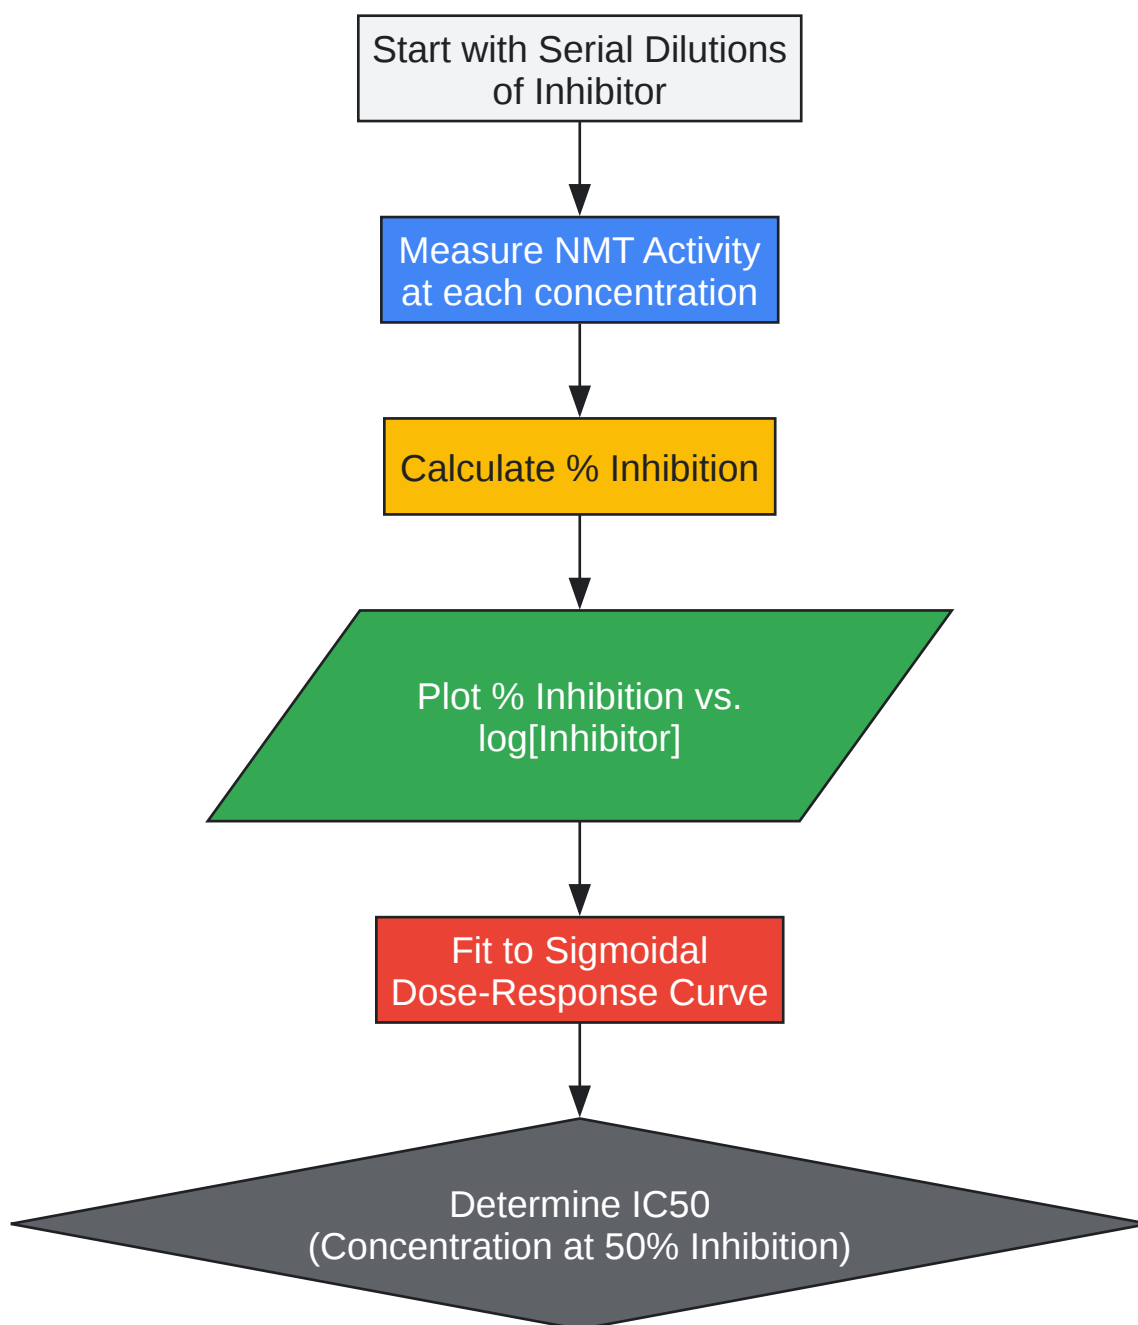 Start with Serial Dilutions
of Inhibitor
Measure NMT Activity
at each concentration
Calculate % Inhibition
Plot % Inhibition vs.
log[Inhibitor]
Fit to Sigmoidal
Dose-Response Curve
Determine IC50
(Concentration at 50% Inhibition)